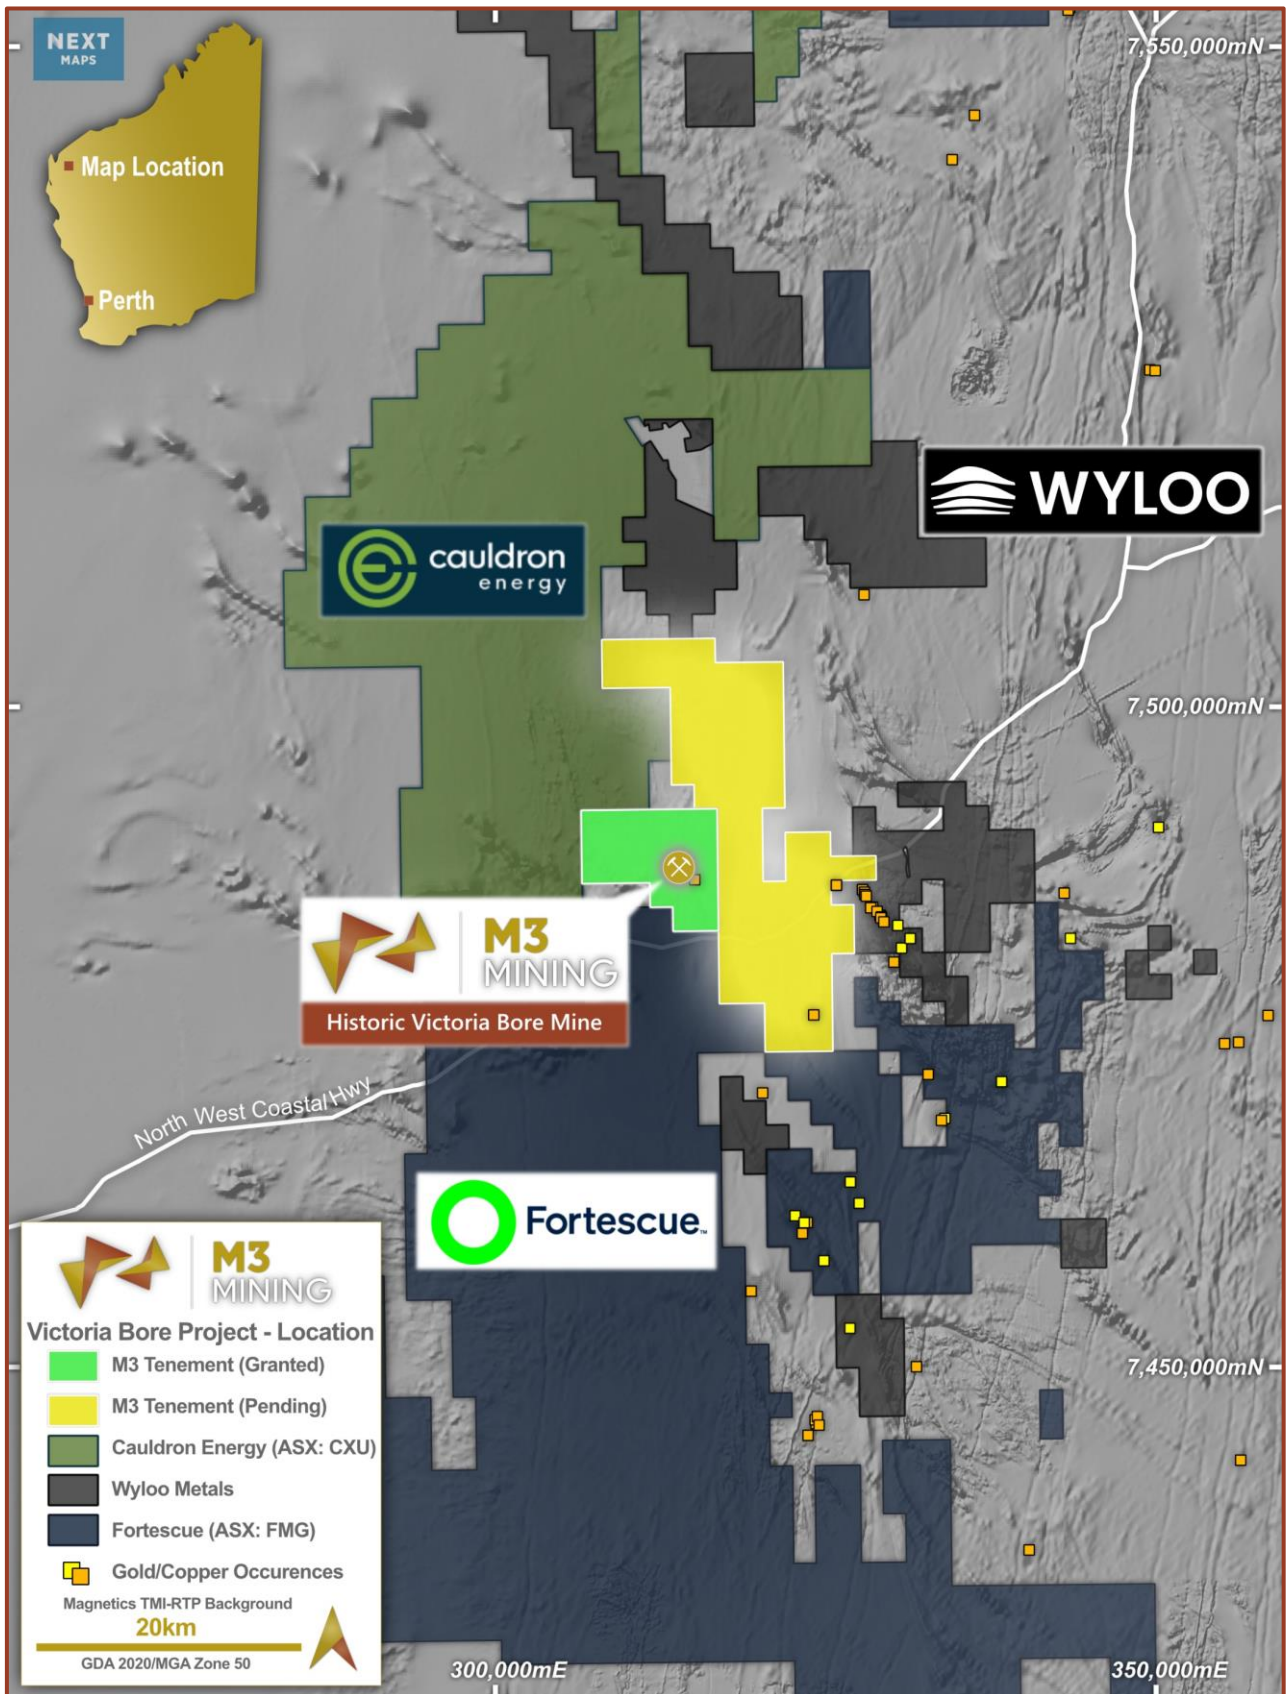 NEXT
MAPS
7,550,000mN
Map Location
Perth
WYLOO
cauldron
energy
7,500,000mN
M3
MINING
Historic Victoria Bore Mine
North West Coastal Hwy
Fortescue™
M3
MINING
Victoria Bore Project - Location
M3 Tenement (Granted)
M3 Tenement (Pending)
7,450,000mN
Cauldron Energy (ASX: CXU)
Wyloo Metals
Fortescue (ASX: FMG)
Gold/Copper Occurences
Magnetics TMI-RTP Background
20km
GDA 2020/MGA Zone 50
300,000mE
350,000mE